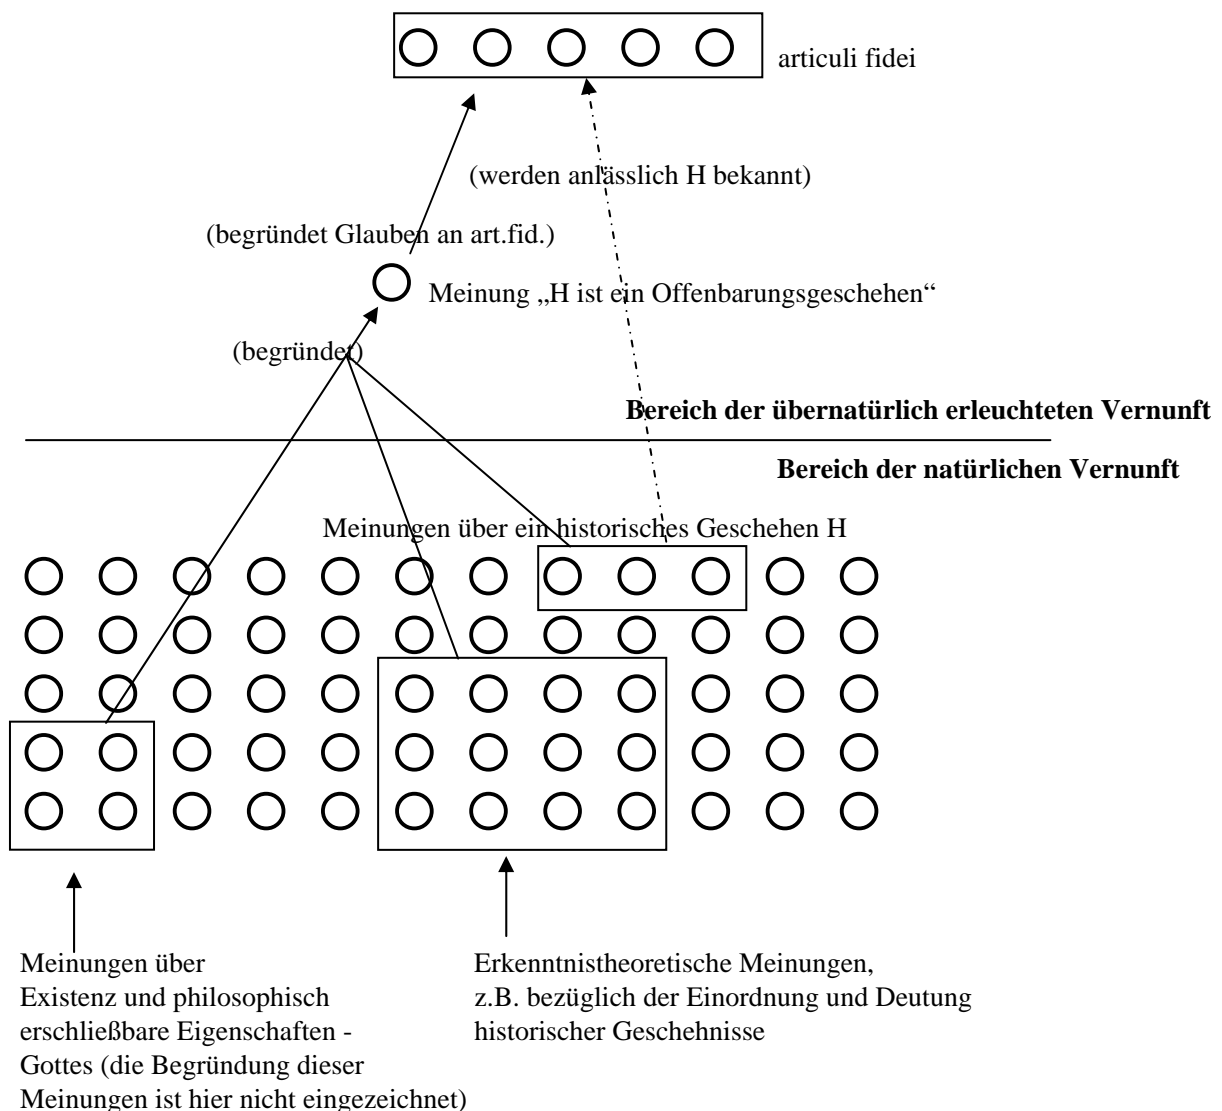 articuli fidei
(werden anlässlich H bekannt)
(begründet Glauben an art.fid.)
Meinung „H ist ein Offenbarungsgeschehen“
(begründet)
Bereich der übernatürlich erleuchteten Vernunft
Bereich der natürlichen Vernunft
Meinungen über ein historisches Geschehen H
Meinungen über
Existenz und philosophisch
erschließbare Eigenschaften -
Gottes (die Begründung dieser
Meinungen ist hier nicht eingezeichnet)
Erkenntnistheoretische Meinungen,
z.B. bezüglich der Einordnung und Deutung
historischer Geschehnisse